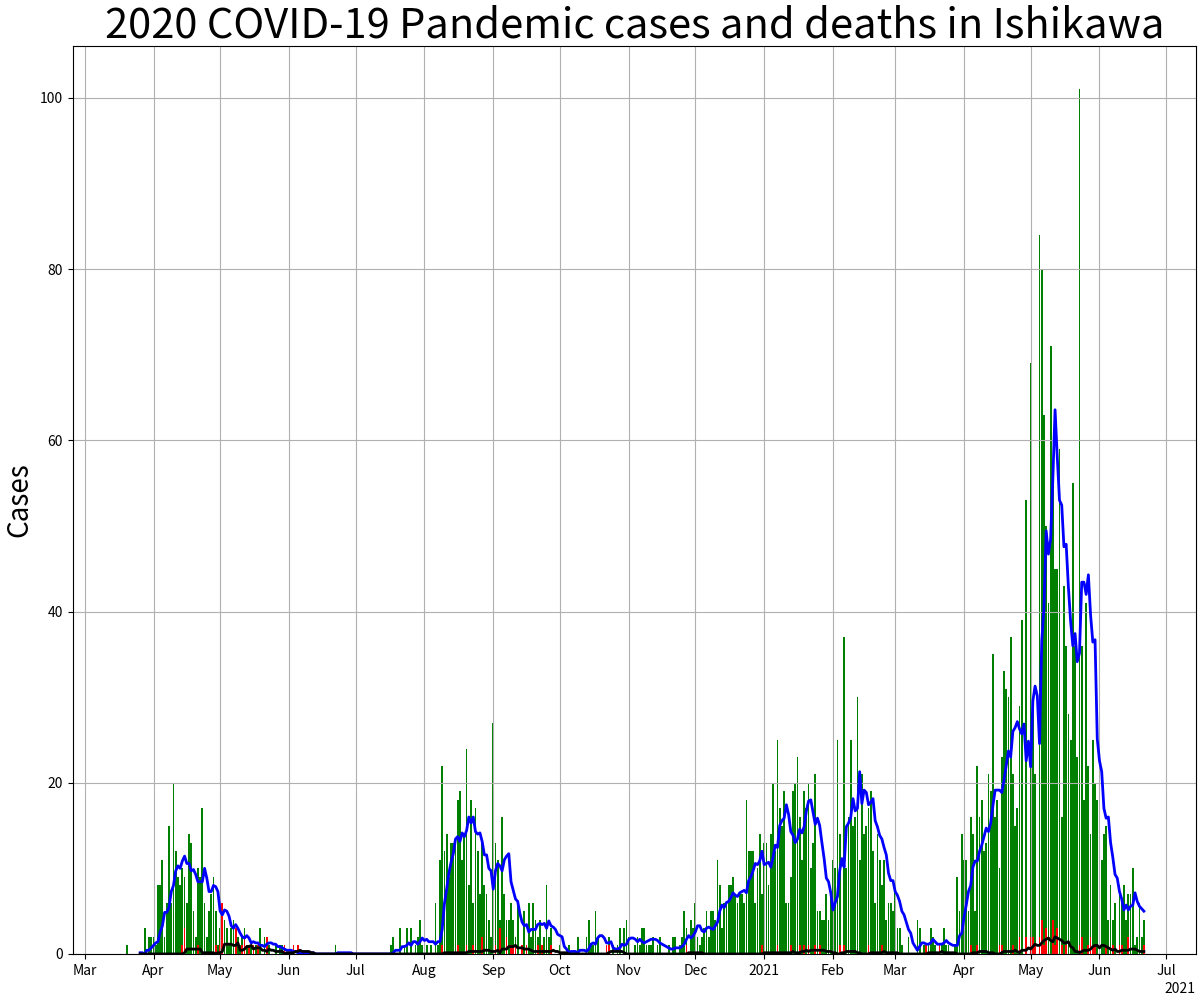 2020 COVID-19 Pandemic cases and deaths in Ishikawa
100
80
60
40
20
0
Cases
Mar Apr May Jun Jul Aug Sep Oct Nov Dec 2021 Feb Mar Apr May Jun Jul
2021